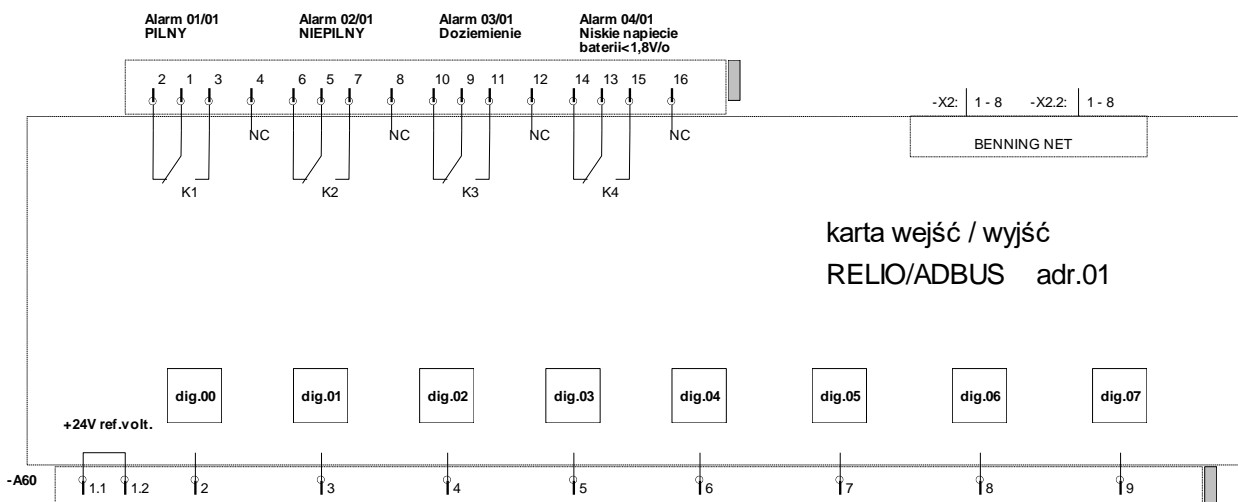 Alarm 01/01 Alarm 02/01 Alarm 03/01 Alarm 04/01
PILNY NIEPILNY Doziemienie Niskie napiecie
baterii<1,8V/o
2 1 3 4 6 5 7 8 10 9 11 12 14 13 15 16
-X2: 1 - 8 -X2.2: 1 - 8
NC NC NC NC
BENNING NET
K1 K2 K3 K4
karta wejść / wyjść
RELIO/ADBUS adr.01
dig.00 dig.01 dig.02 dig.03 dig.04 dig.05 dig.06 dig.07
+24V ref.volt.
-A60
1.1 1.2 2 3 4 5 6 7 8 9